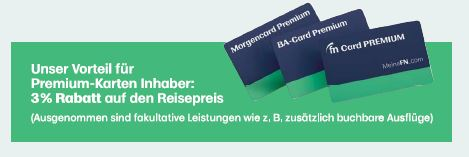 Morgencard Premium
BA-Card Premium
fn Card PREMIUM
MeineFN.com
Unser Vorteil für
Premium-Karten Inhaber:
3% Rabatt auf den Reisepreis
(Ausgenommen sind fakultative Leistungen wie z, B, zusätzlich buchbare Ausflüge)